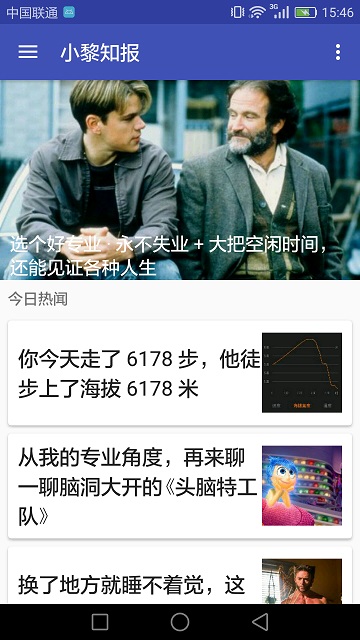 中国联通
3G
15:46
小黎知报
选个好专业 · 永不失业 + 大把空闲时间，
还能见证各种人生
今日热闻
你今天走了 6178 步，他徒
步上了海拔 6178 米
从我的专业角度，再来聊
一聊脑洞大开的《头脑特工
队》
换了地方就睡不着觉，这